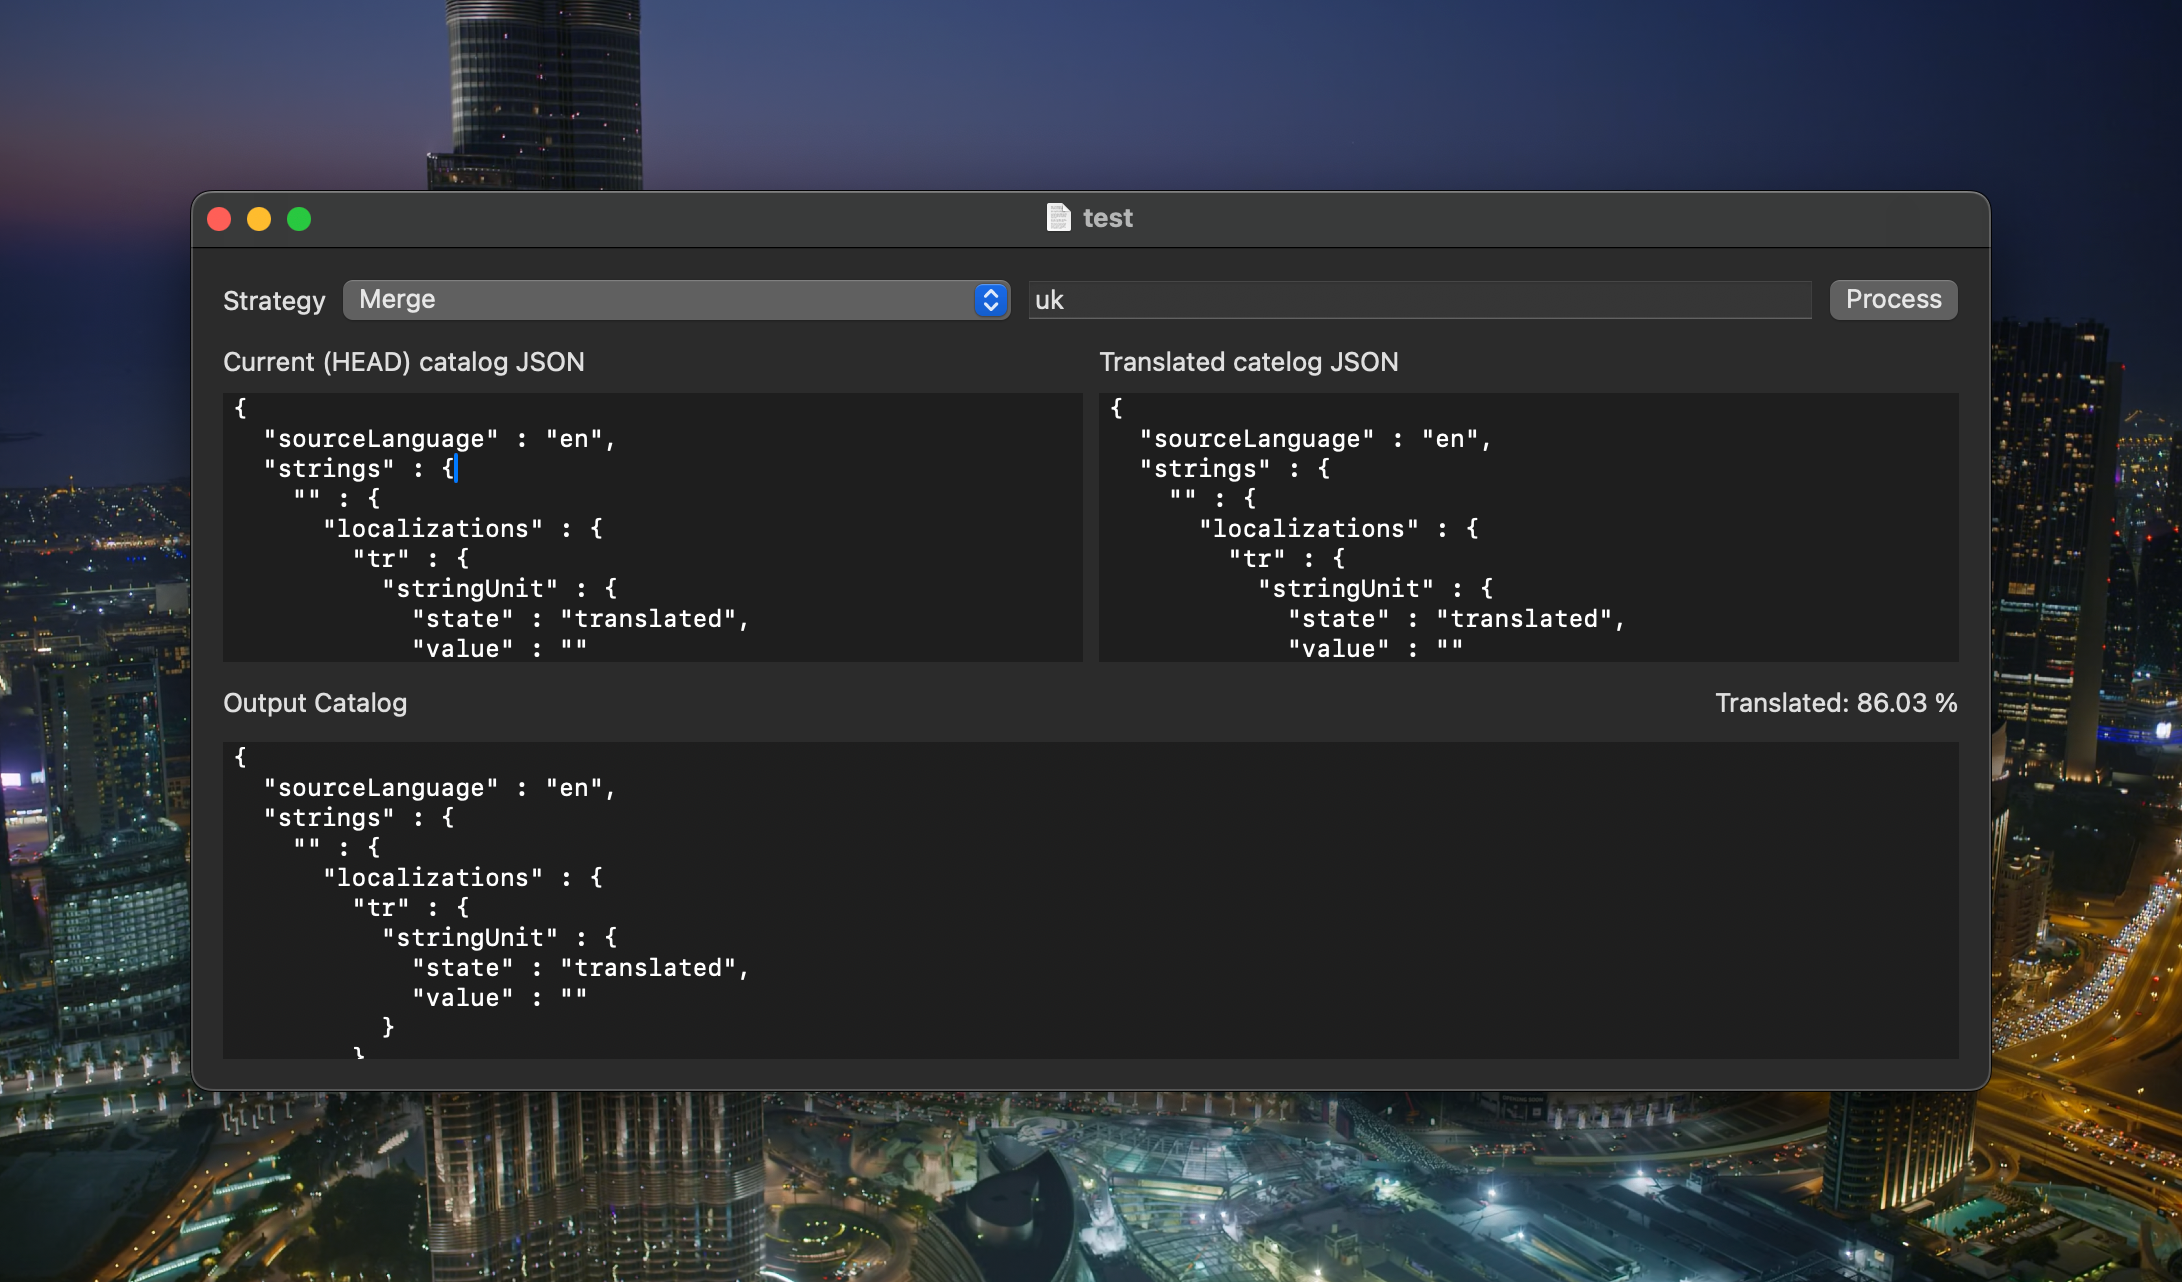 test
Strategy Merge uk Process
Current (HEAD) catalog JSON
{
  "sourceLanguage" : "en",
  "strings" : {
    "" : {
      "localizations" : {
        "tr" : {
          "stringUnit" : {
            "state" : "translated",
            "value" : ""
Translated catelog JSON
{
  "sourceLanguage" : "en",
  "strings" : {
    "" : {
      "localizations" : {
        "tr" : {
          "stringUnit" : {
            "state" : "translated",
            "value" : ""
Output Catalog Translated: 86.03 %
{
  "sourceLanguage" : "en",
  "strings" : {
    "" : {
      "localizations" : {
        "tr" : {
          "stringUnit" : {
            "state" : "translated",
            "value" : ""
          }
        }